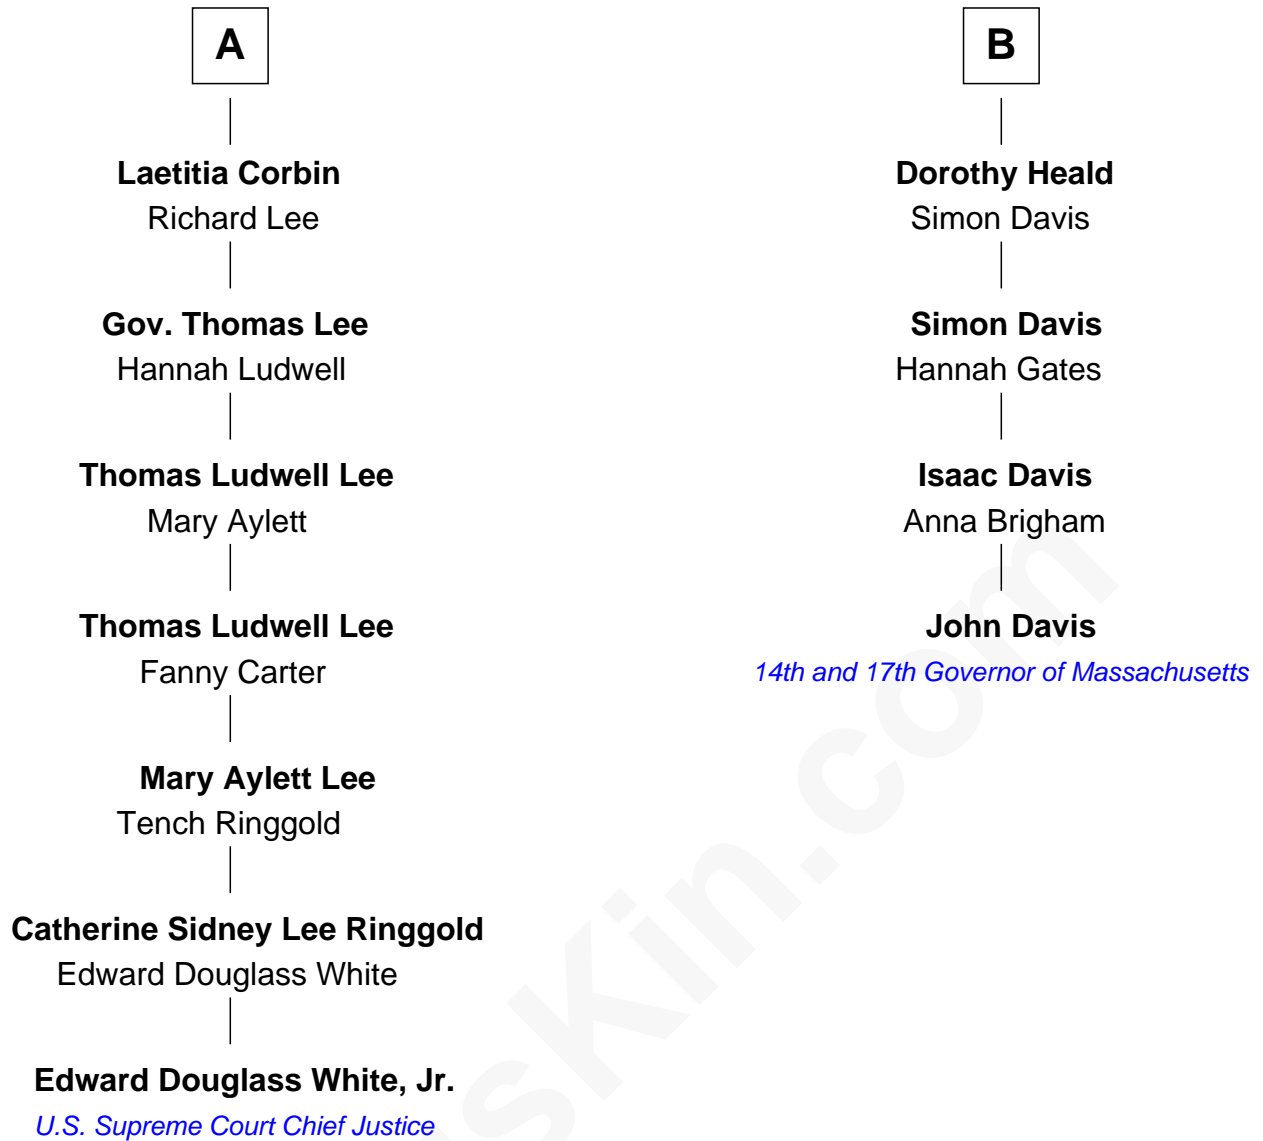 A
Laetitia Corbin
Richard Lee
Gov. Thomas Lee
Hannah Ludwell
Thomas Ludwell Lee
Mary Aylett
Thomas Ludwell Lee
Fanny Carter
Mary Aylett Lee
Tench Ringgold
Catherine Sidney Lee Ringgold
Edward Douglass White
Edward Douglass White, Jr.
U.S. Supreme Court Chief Justice
B
Dorothy Heald
Simon Davis
Simon Davis
Hannah Gates
Isaac Davis
Anna Brigham
John Davis
14th and 17th Governor of Massachusetts
sKin.com